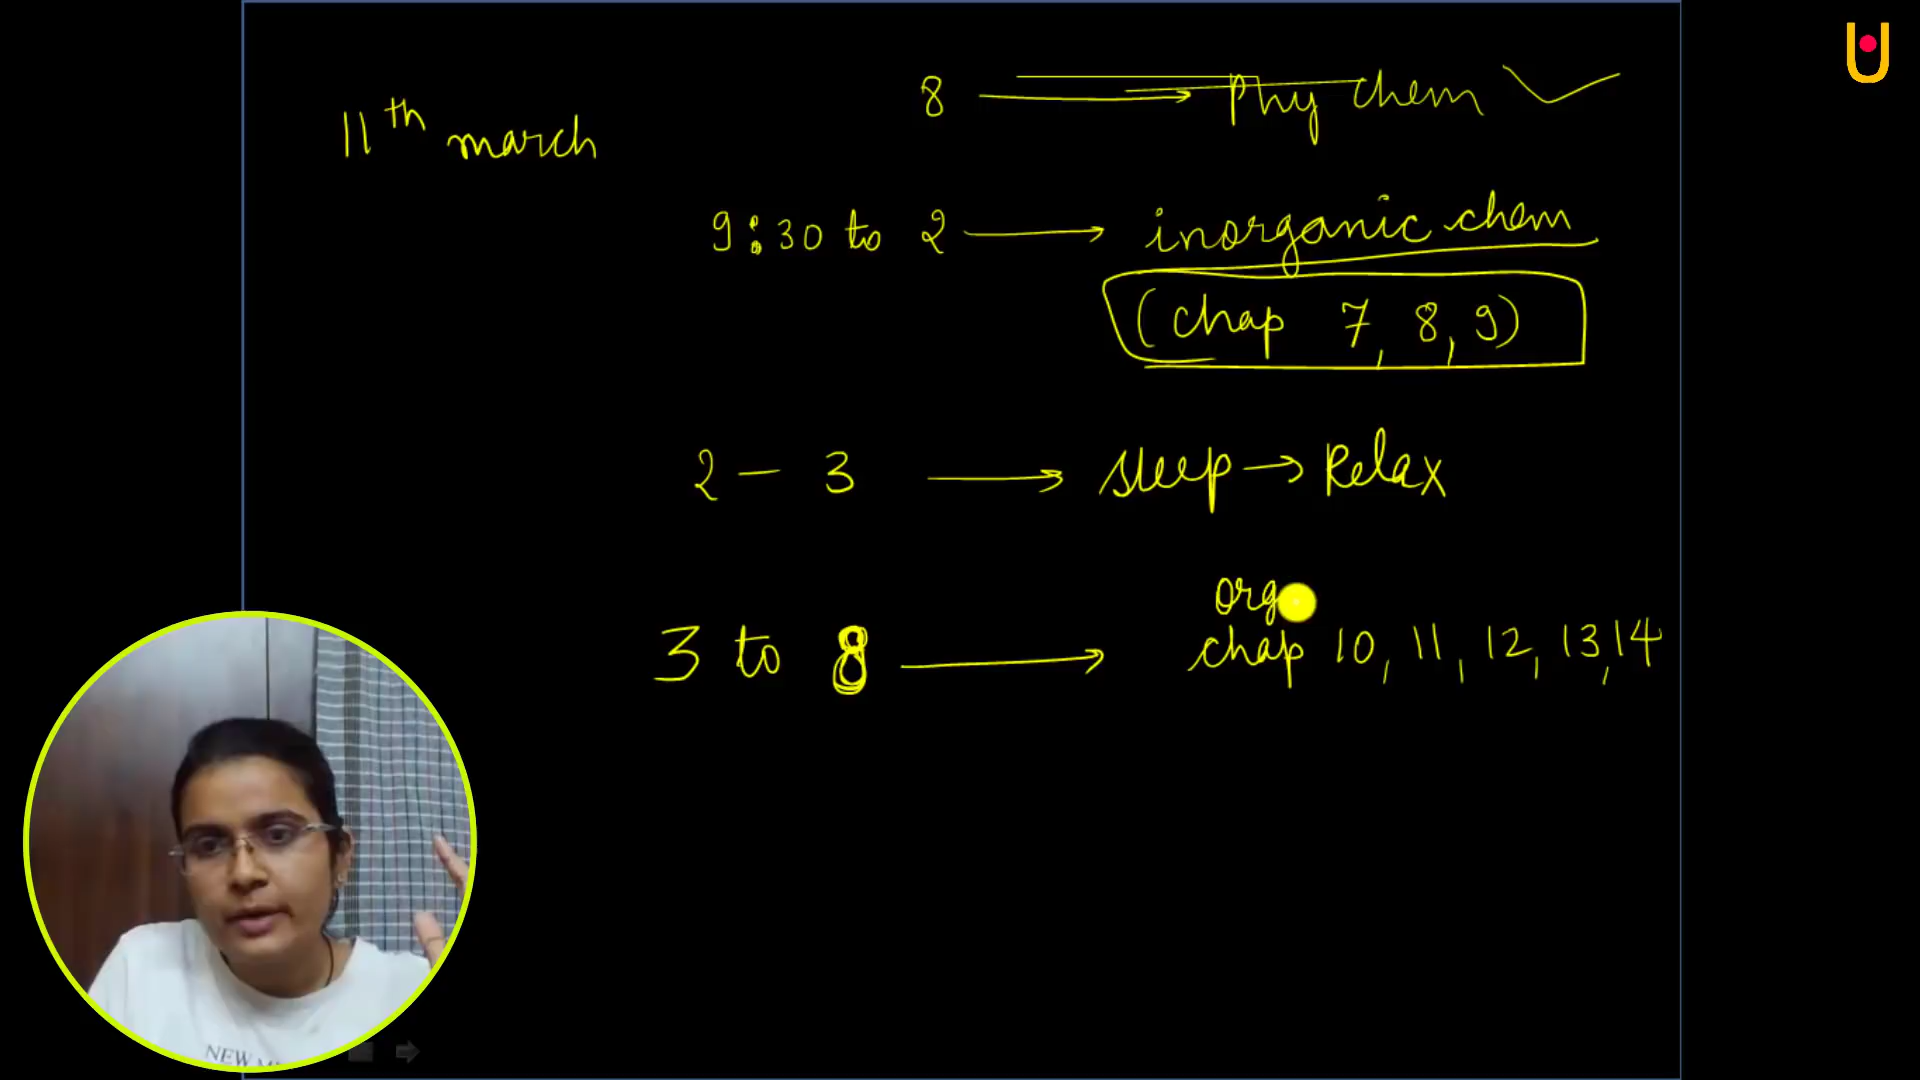 8 → Phy chem
11th march
9:30 to 2 → inorganic chem
(chap 7, 8, 9)
2 – 3 → sleep → Relax
org
3 to 8 → chap 10, 11, 12, 13, 14
NEW